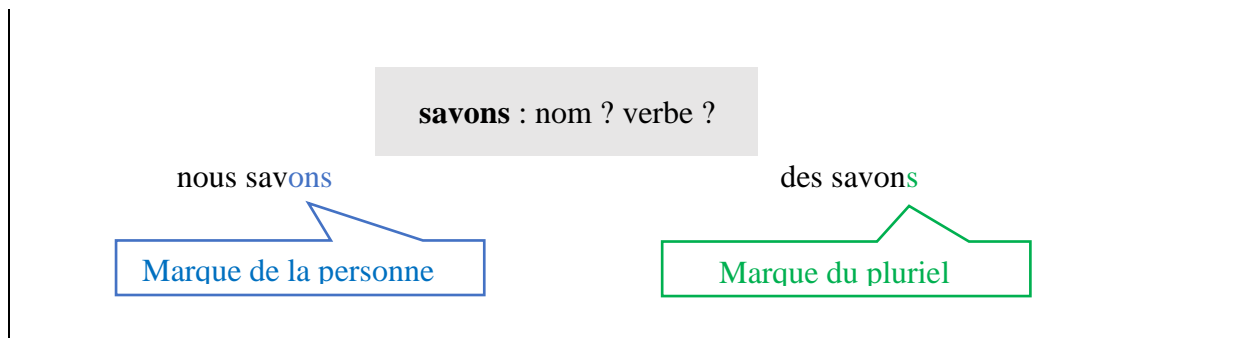 savons : nom ? verbe ?
nous savons
des savons
Marque de la personne
Marque du pluriel